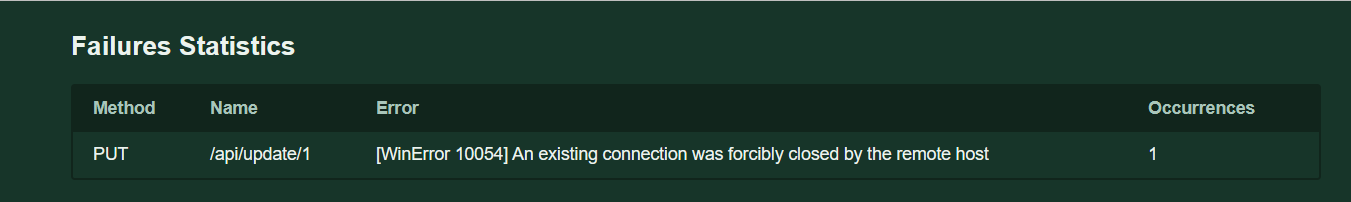 Failures Statistics
Method Name Error Occurrences
PUT /api/update/1 [WinError 10054] An existing connection was forcibly closed by the remote host 1